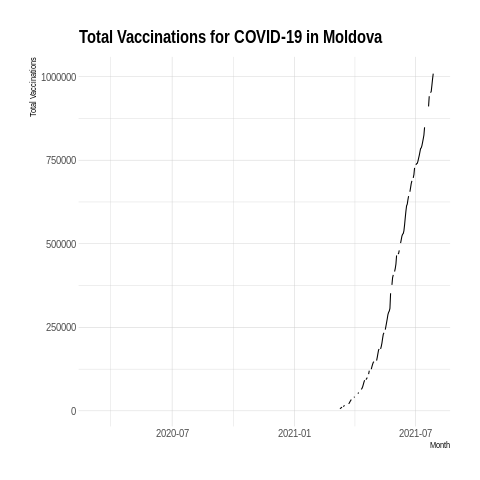 Total Vaccinations for COVID-19 in Moldova
Total Vaccinations
1000000
750000
500000
250000
0
2020-07
2021-01
2021-07
Month